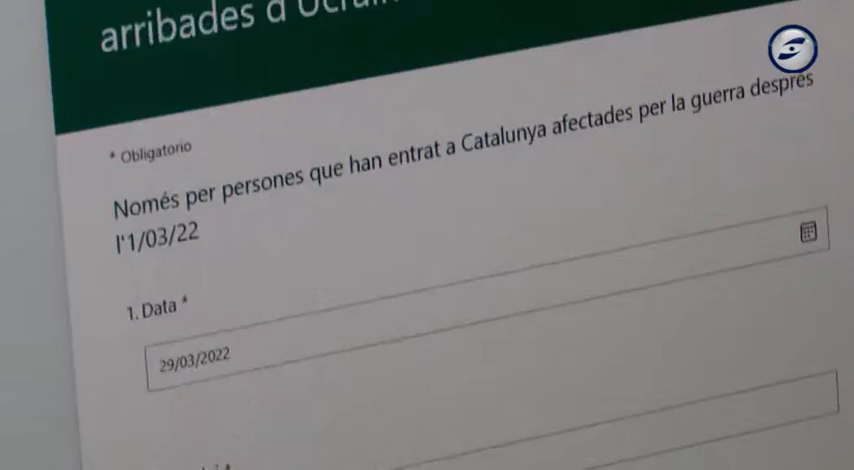 arribades d'Ucraïn
* Obligatorio
Només per persones que han entrat a Catalunya afectades per la guerra després
l'1/03/22
1. Data *
29/03/2022